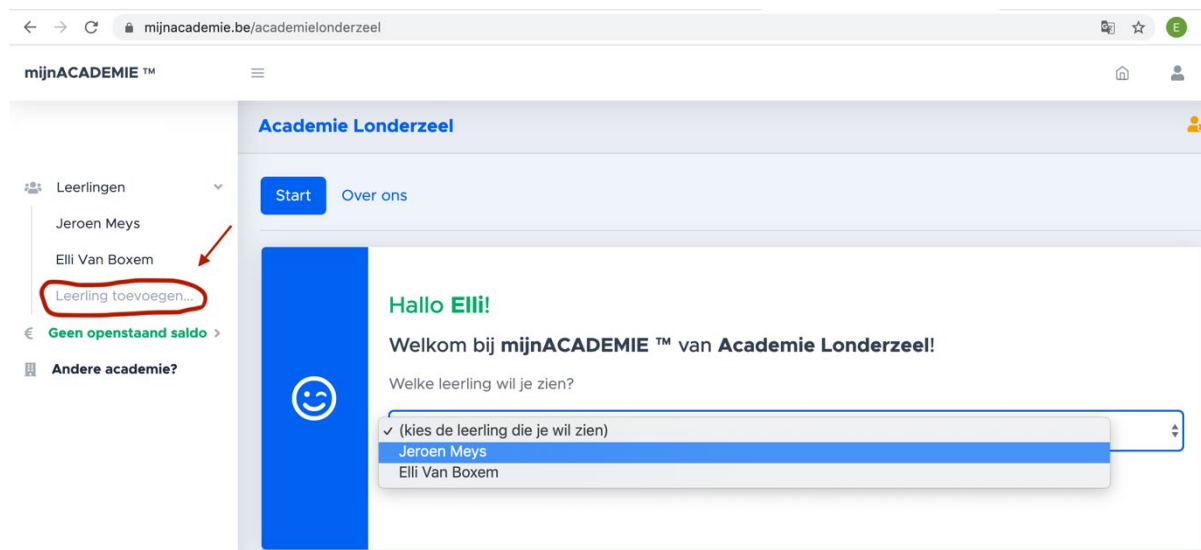 mijnacademie.be/academielonderzeel
E
mijnACADEMIE ™
Academie Londerzeel
Leerlingen
Jeroen Meys
Elli Van Boxem
Leerling toevoegen...
€ Geen openstaand saldo
Andere academie?
Start Over ons
Hallo Elli!
Welkom bij mijnACADEMIE ™ van Academie Londerzeel!
Welke leerling wil je zien?
✓ (kies de leerling die je wil zien)
Jeroen Meys
Elli Van Boxem